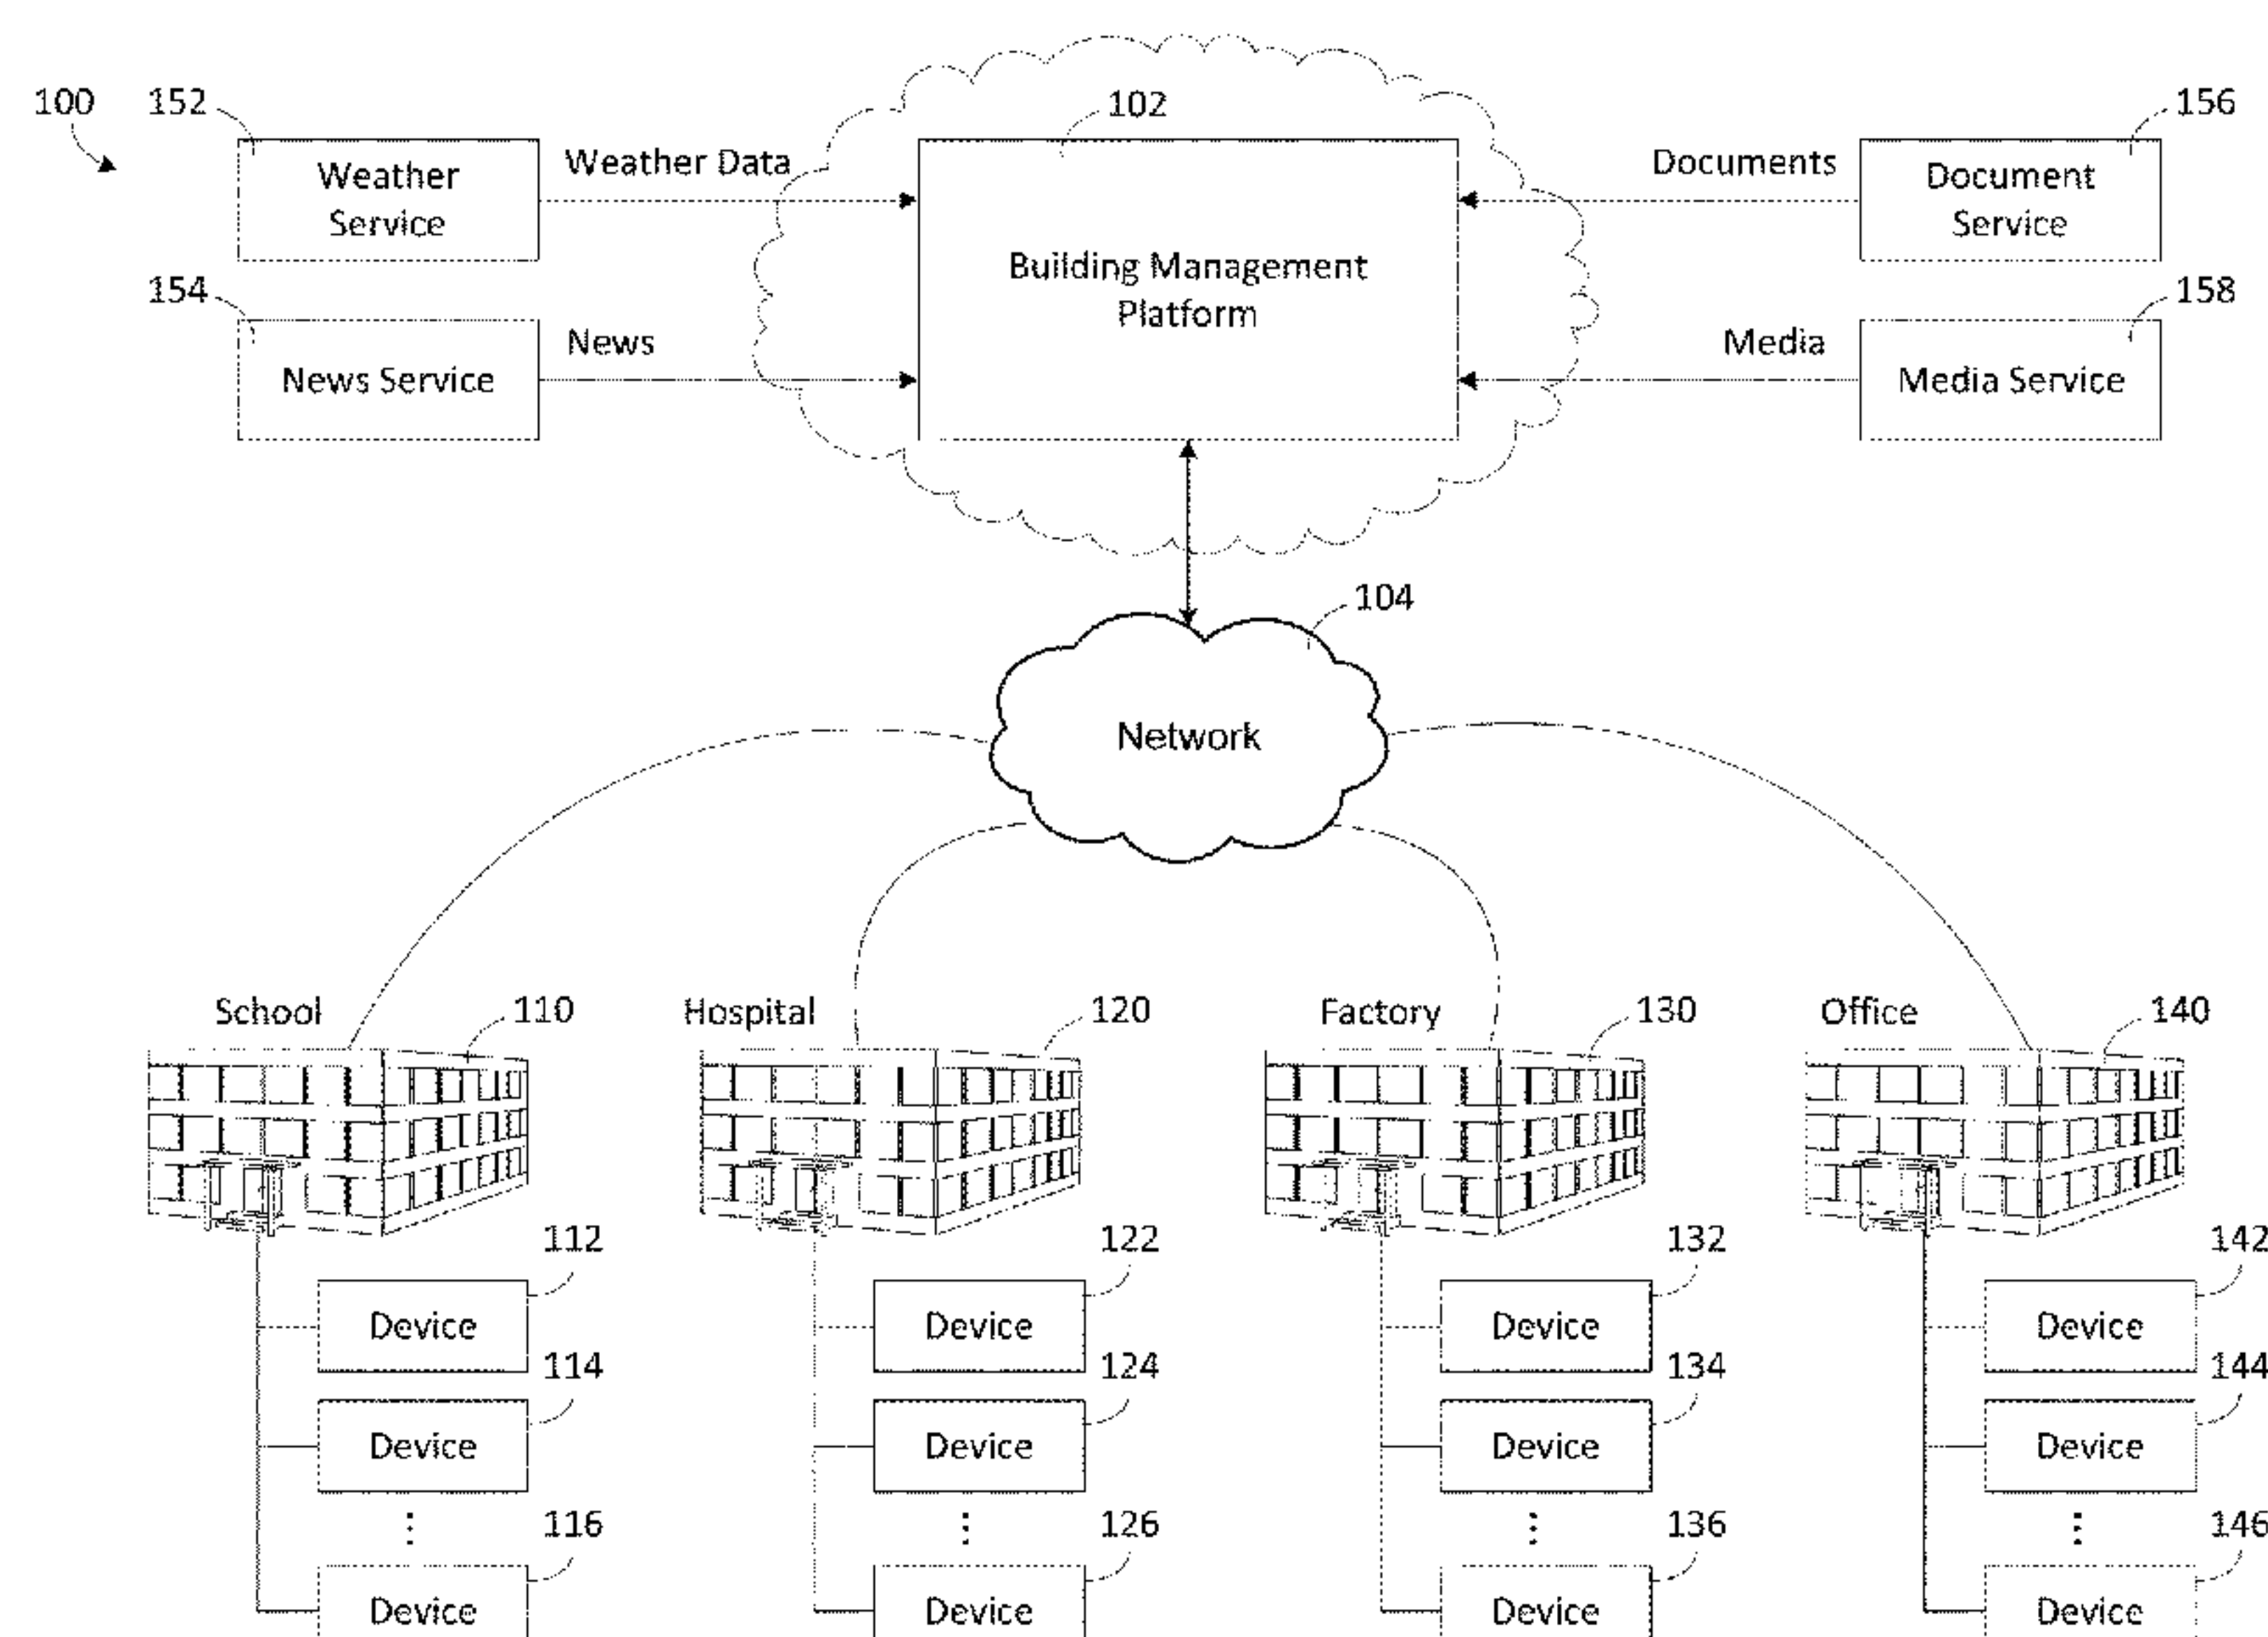 100
152
102
156
Weather Data
Documents
Weather
Service
Document
Service
Building Management
Platform
154
158
News
Media
News Service
Media Service
104
Network
School
110
Hospital
120
Factory
130
Office
140
112
122
132
142
Device
Device
Device
Device
114
124
134
144
Device
Device
Device
Device
⋮
⋮
⋮
⋮
116
126
136
146
Device
Device
Device
Device